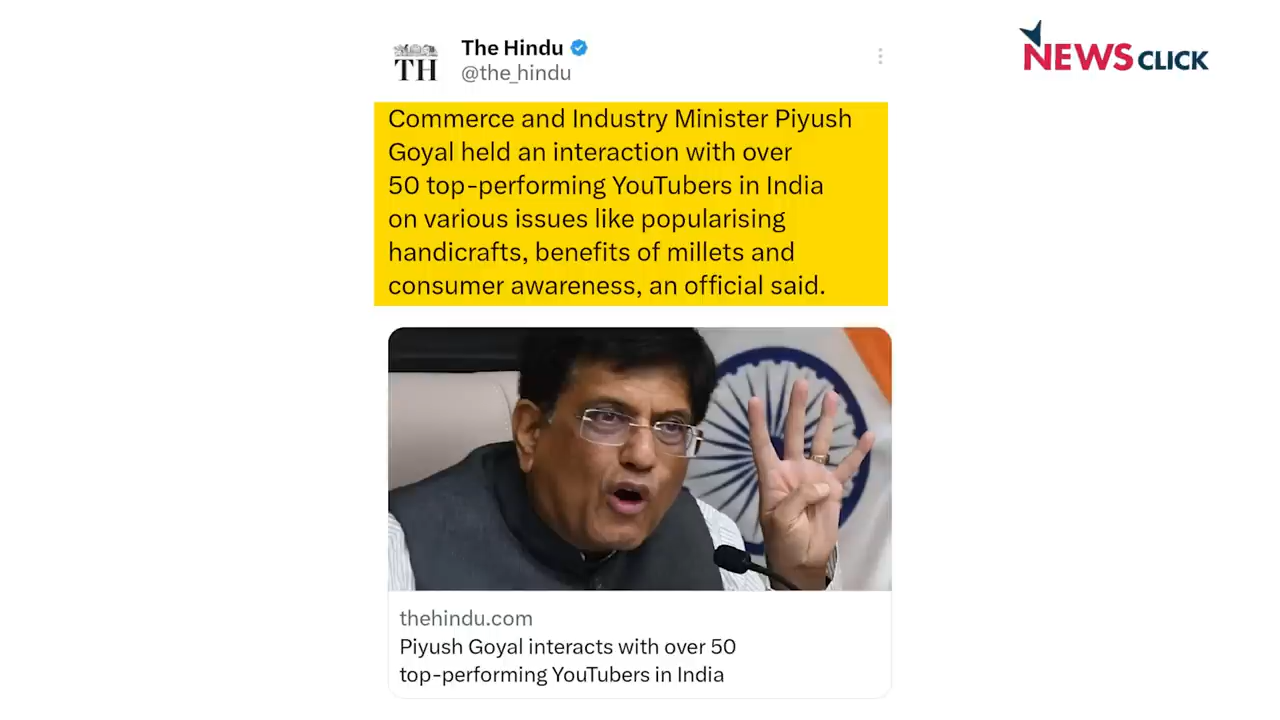 The Hindu
@the_hindu
NEWS CLICK
Commerce and Industry Minister Piyush
Goyal held an interaction with over
50 top-performing YouTubers in India
on various issues like popularising
handicrafts, benefits of millets and
consumer awareness, an official said.
thehindu.com
Piyush Goyal interacts with over 50
top-performing YouTubers in India
TH